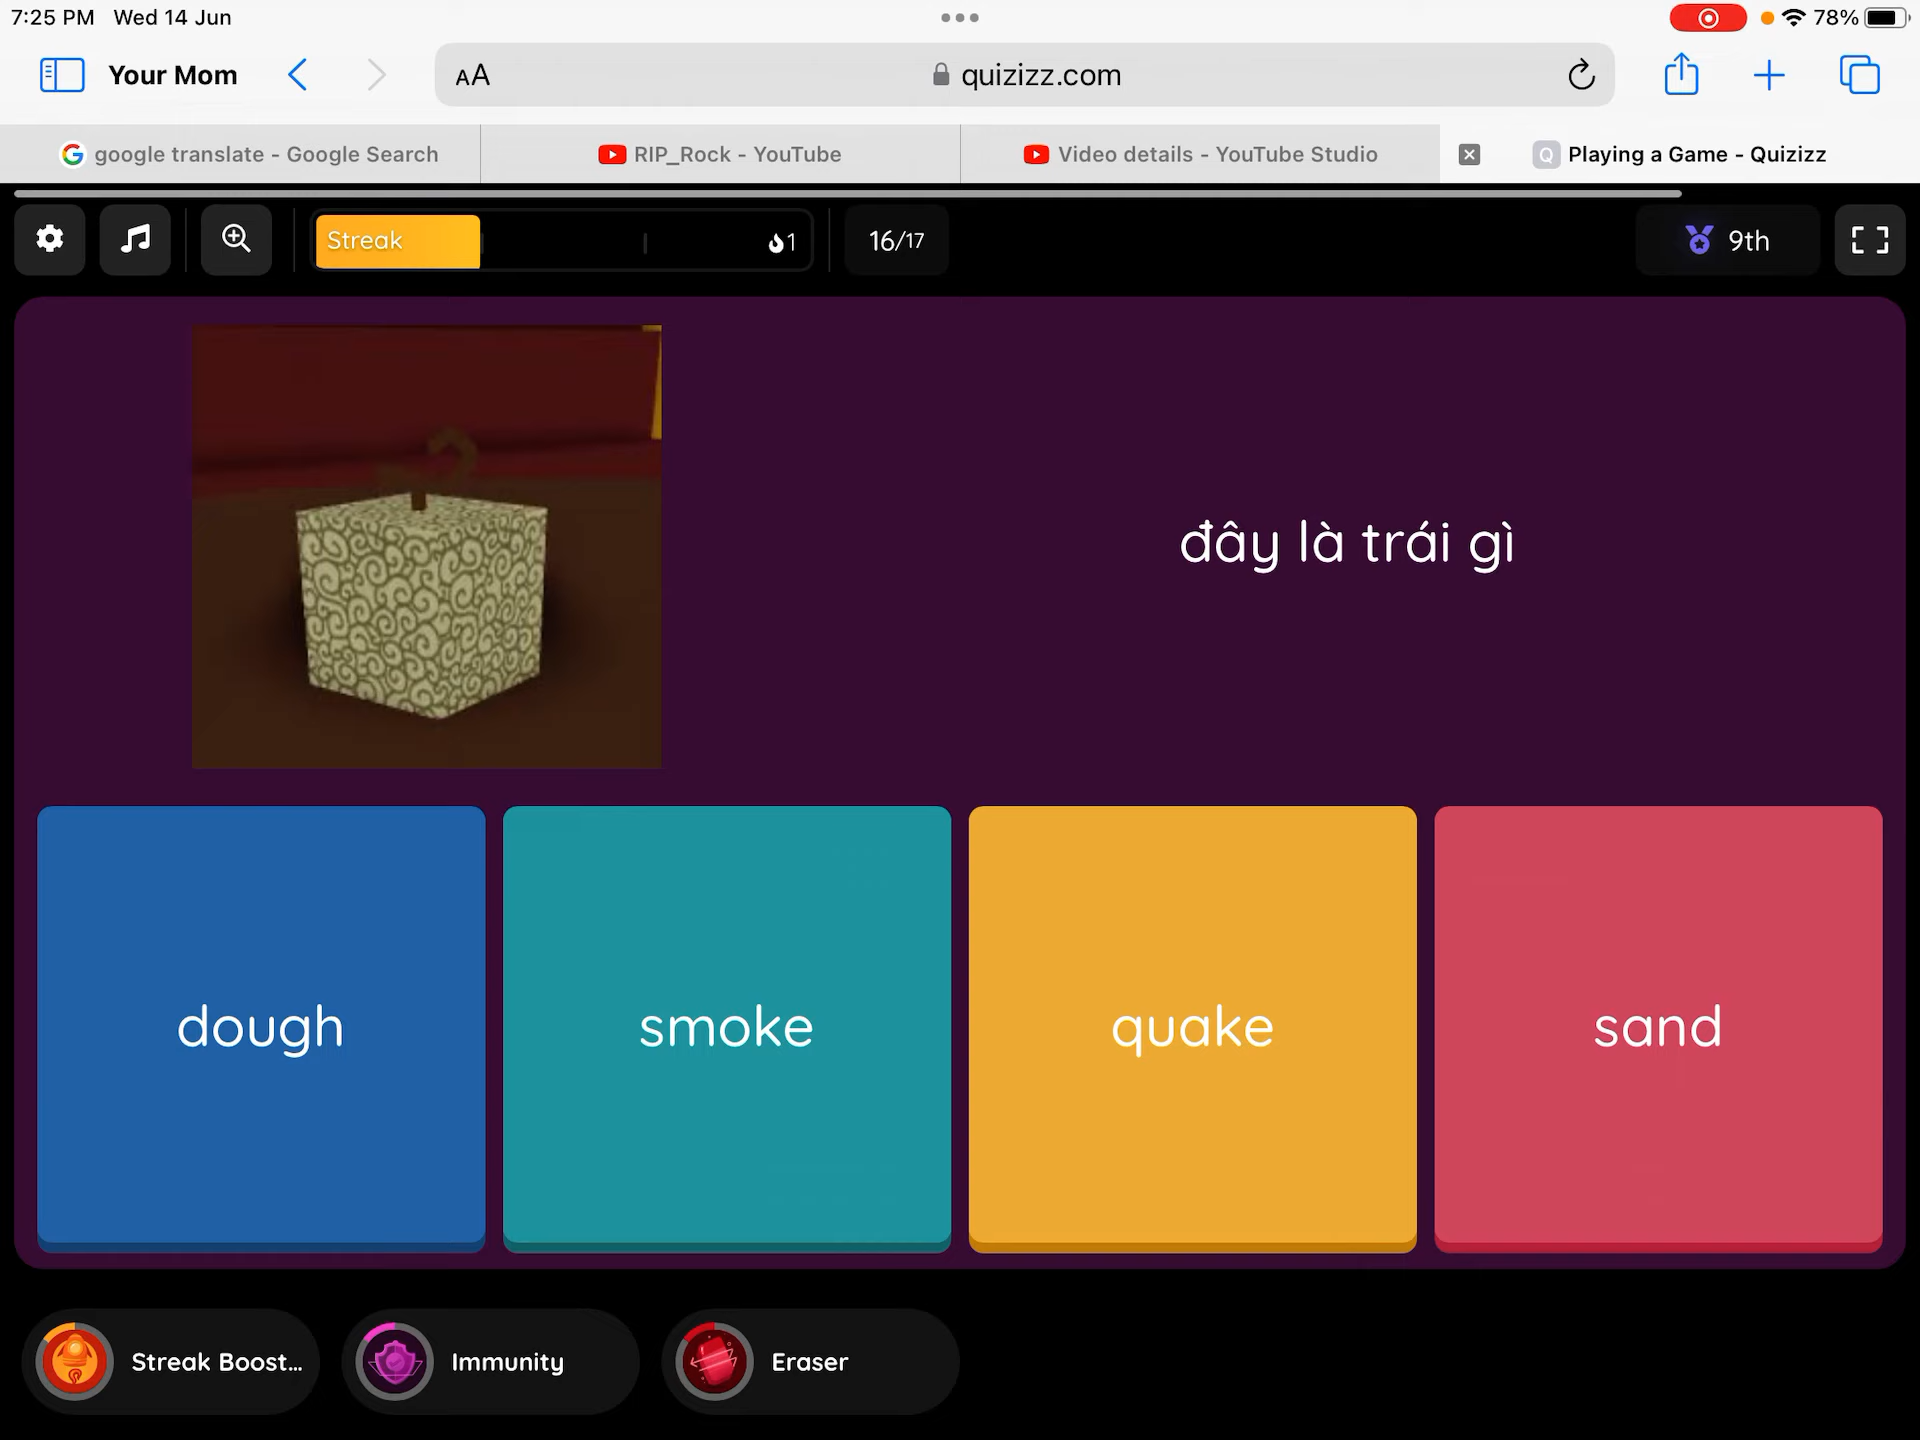 7:25 PM Wed 14 Jun
78%
Your Mom
AA
quizizz.com
google translate - Google Search
RIP_Rock - YouTube
Video details - YouTube Studio
Q
Playing a Game - Quizizz
Streak
1
16/17
9th
đây là trái gì
dough
smoke
quake
sand
Streak Boost...
Immunity
Eraser